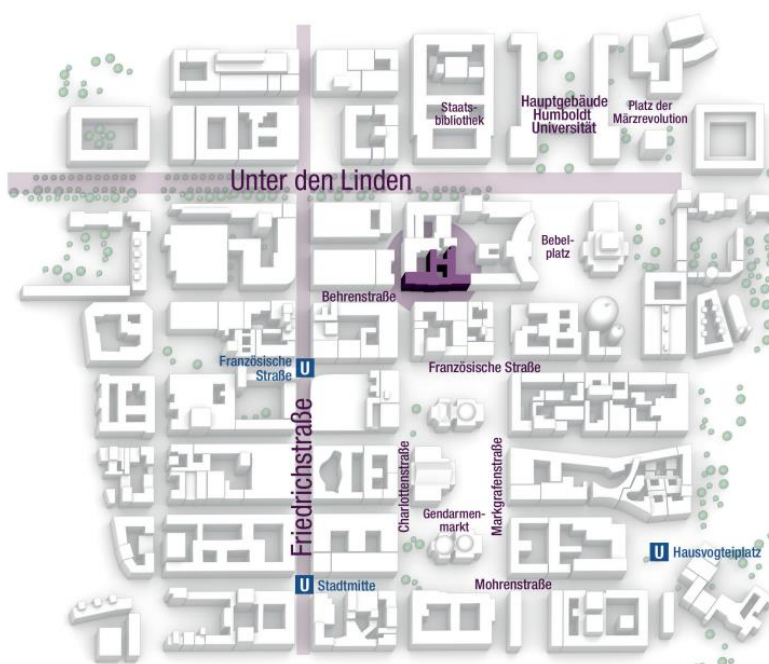 Staats-
bibliothek
Hauptgebäude
Humboldt
Universität
Platz der
Märzrevolution
Unter den Linden
Bebel-
platz
Behrenstraße
Französische
Straße
U
Französische Straße
Friedrichstraße
Charlottenstraße
Markgrafenstraße
Gendarmen-
markt
U Hausvogteiplatz
U Stadtmitte
Mohrenstraße